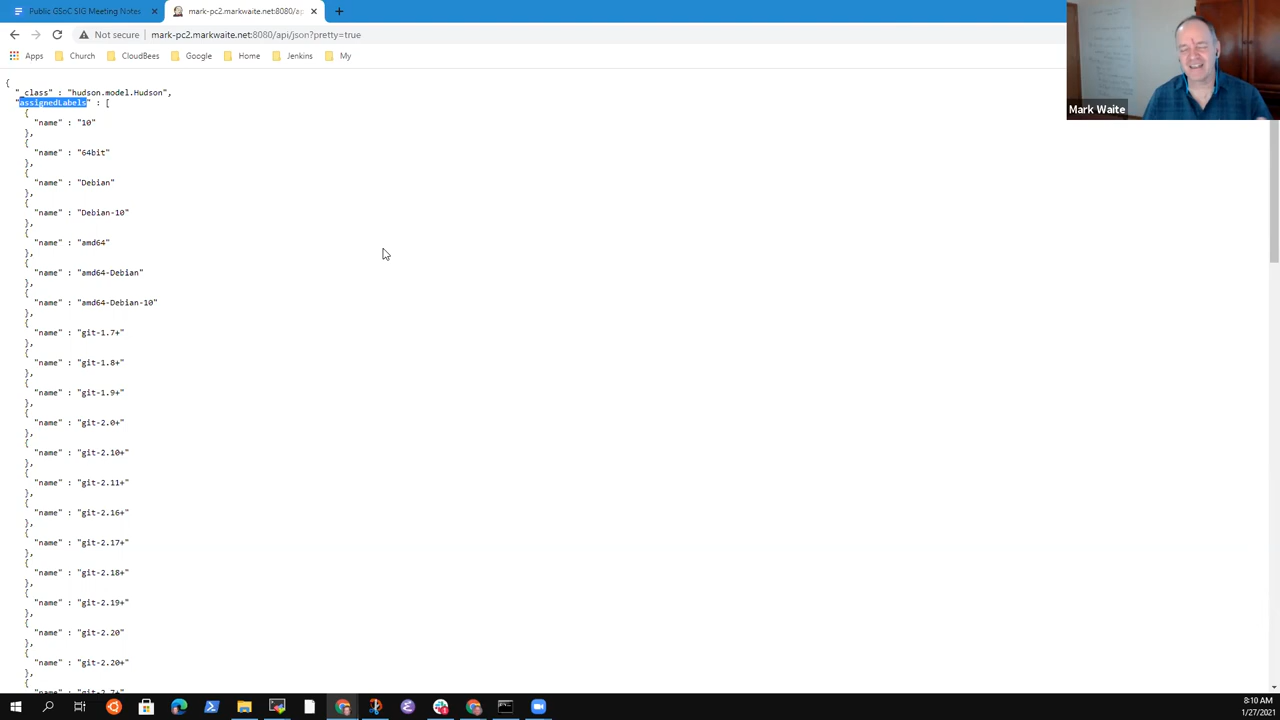 Public GSoC SIG Meeting Notes
mark-pc2.markwaite.net:8080/ap
Not secure
mark-pc2.markwaite.net:8080/api/json?pretty=true
Apps
Church
CloudBees
Google
Home
Jenkins
My
Mark Waite
{
"_class" : "hudson.model.Hudson",
"assignedLabels" : [
{
"name" : "10"
},
{
"name" : "64bit"
},
{
"name" : "Debian"
},
{
"name" : "Debian-10"
},
{
"name" : "amd64"
},
{
"name" : "amd64-Debian"
},
{
"name" : "amd64-Debian-10"
},
{
"name" : "git-1.7+"
},
{
"name" : "git-1.8+"
},
{
"name" : "git-1.9+"
},
{
"name" : "git-2.0+"
},
{
"name" : "git-2.10+"
},
{
"name" : "git-2.11+"
},
{
"name" : "git-2.16+"
},
{
"name" : "git-2.17+"
},
{
"name" : "git-2.18+"
},
{
"name" : "git-2.19+"
},
{
"name" : "git-2.20"
},
{
"name" : "git-2.20+"
},
{
"name" : "git-2.7+"
8:10 AM
1/27/2021